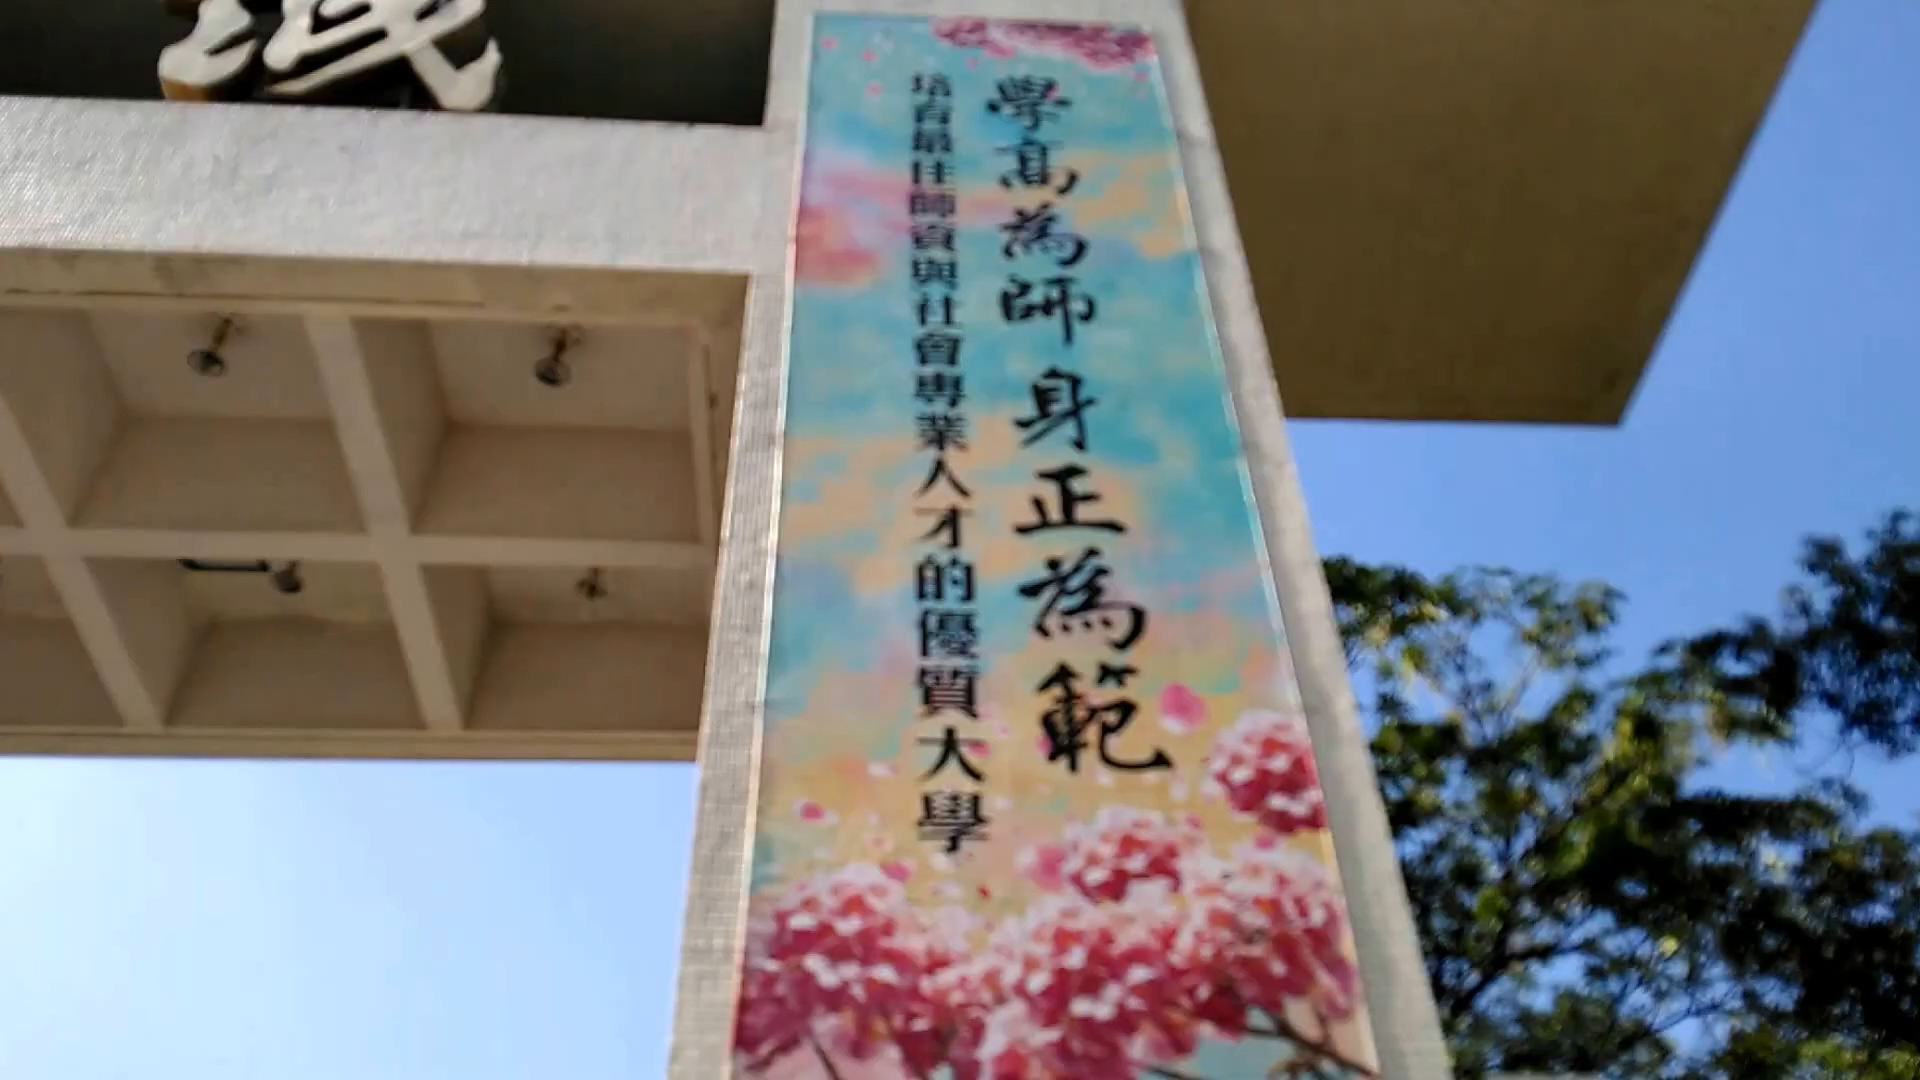 學高為師 身正為範
培育最佳師資與社會專業人才的優質大學